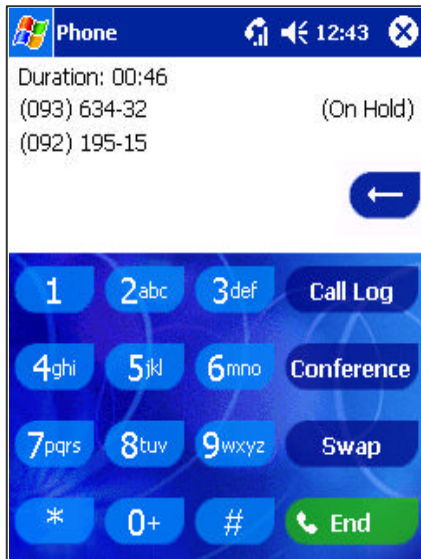 Phone 12:43
Duration: 00:46
(093) 634-32 (On Hold)
(092) 195-15
1 2abc 3def Call Log
4ghi 5jkl 6mno Conference
7pqrs 8tuv 9wxyz Swap
* 0+ # End